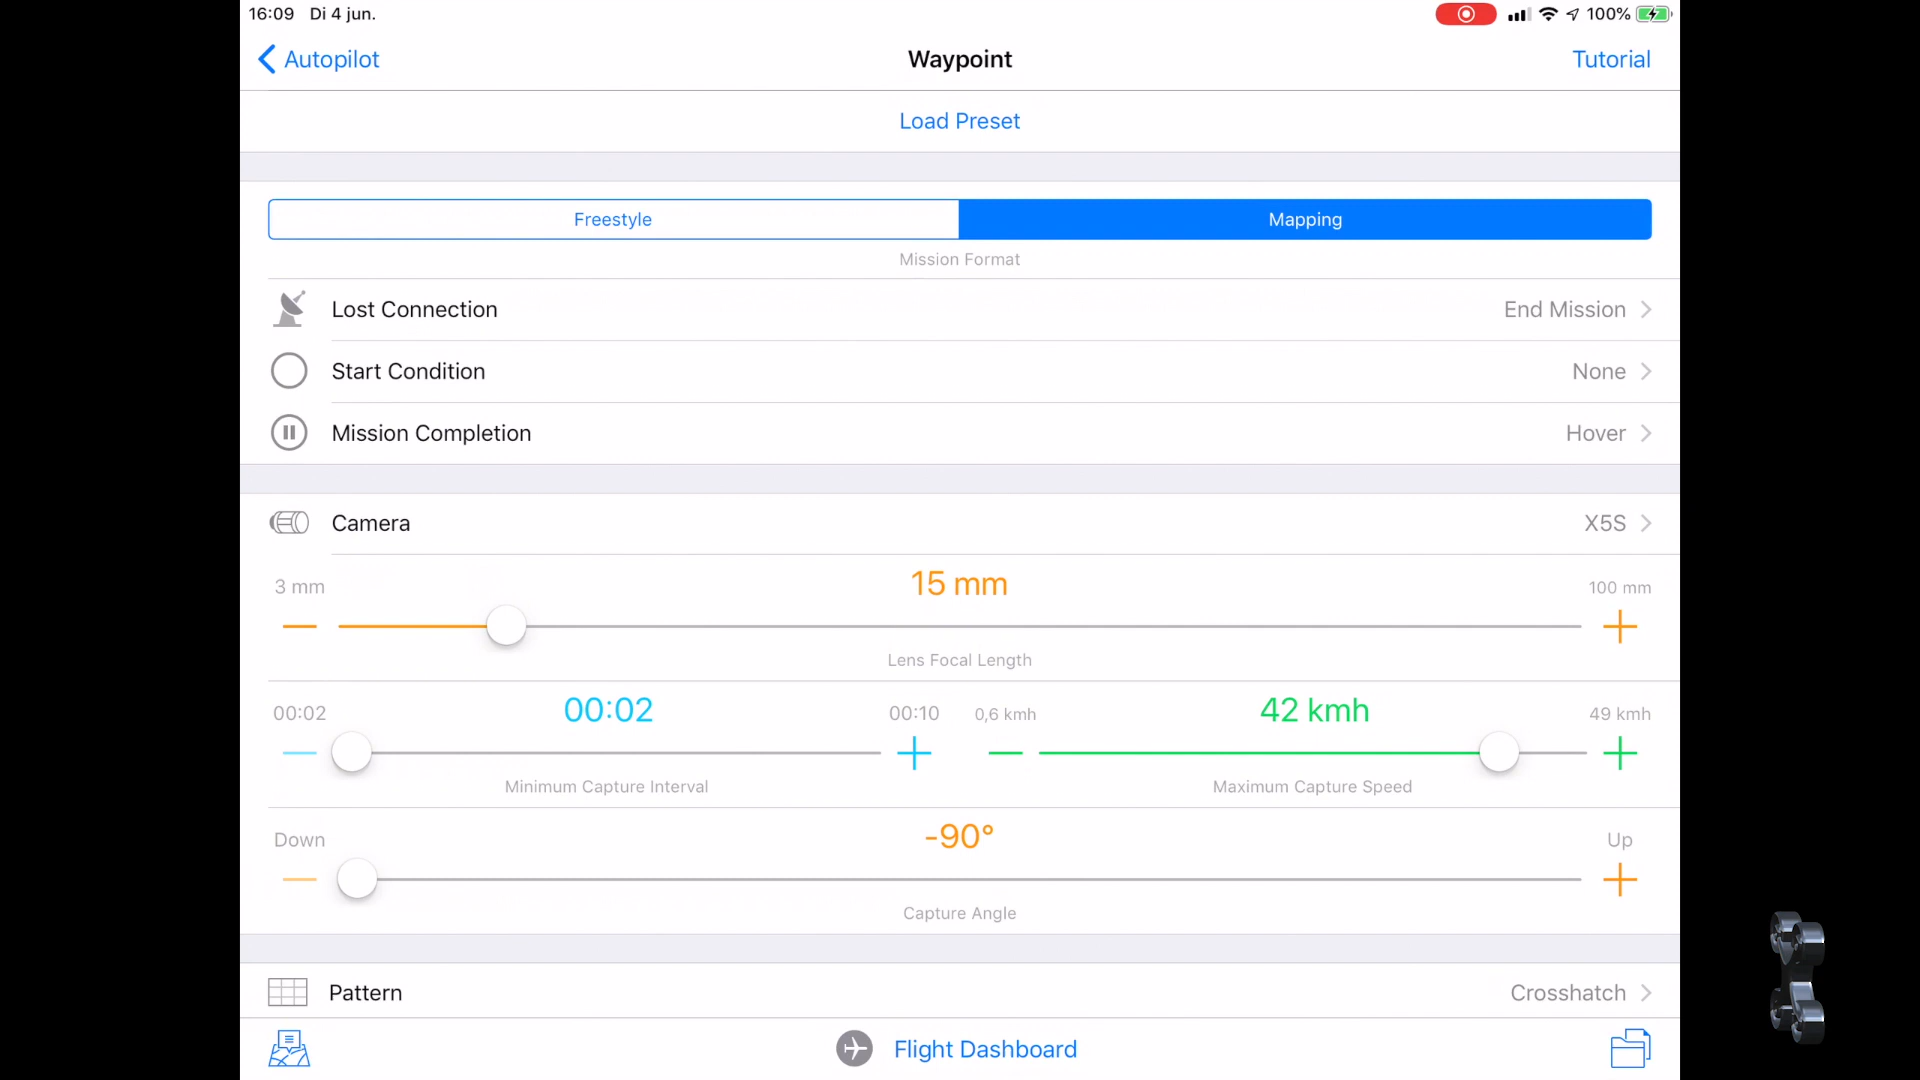 16:09 Di 4 jun. 100%
Autopilot Waypoint Tutorial
Load Preset
Freestyle Mapping
Mission Format
Lost Connection End Mission
Start Condition None
Mission Completion Hover
Camera X5S
3 mm 15 mm 100 mm
Lens Focal Length
00:02 00:02 00:10 0,6 kmh 42 kmh 49 kmh
Minimum Capture Interval Maximum Capture Speed
Down -90° Up
Capture Angle
Pattern Crosshatch
Flight Dashboard